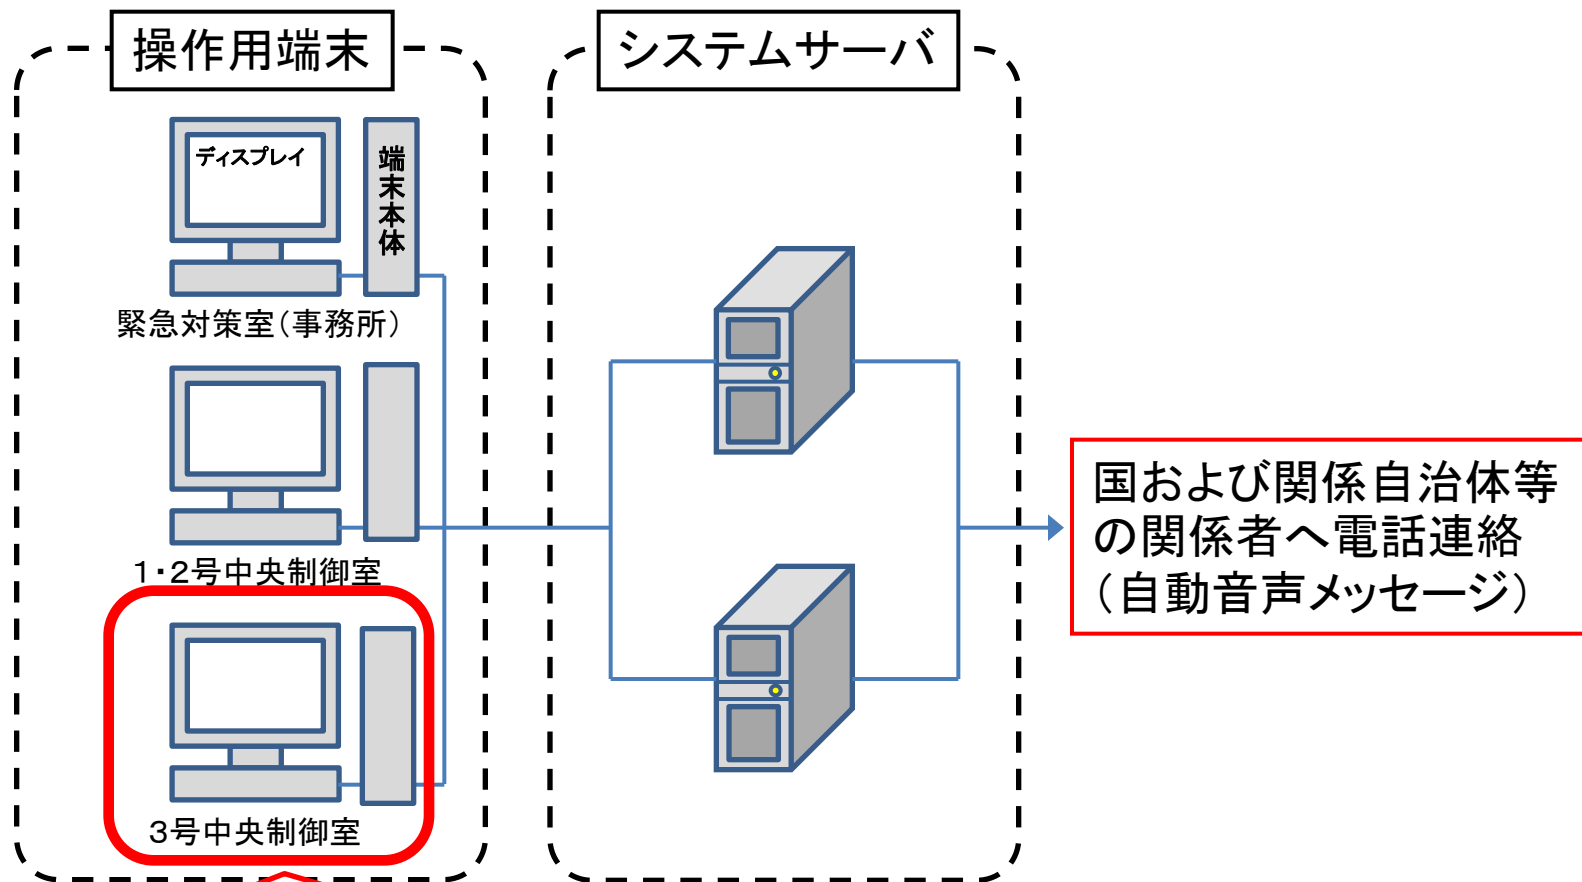 操作用端末
システムサーバ
ディスプレイ
端末本体
緊急対策室(事務所)
1・2号中央制御室
3号中央制御室
国および関係自治体等
の関係者へ電話連絡
(自動音声メッセージ)